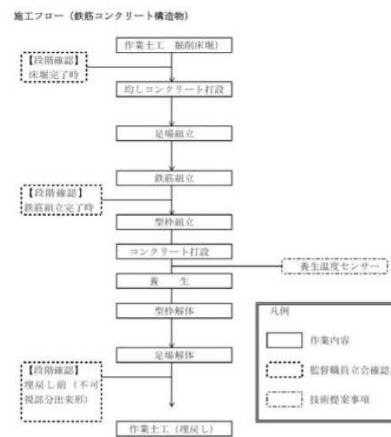 施工フロー（鉄筋コンクリート構造物）
作業土工　掘削床堀）
【段階確認】
床堀完了時
均しコンクリート打設
足場組立
鉄筋組立
【段階確認】
鉄筋組立完了時
型枠組立
コンクリート打設
養生温度センサ…
養　生
型枠解体
足場解体
【段階確認】
埋戻し前（不可
視部分出来形）
作業土工（埋戻し）
凡例
作業内容
監督職員立会確認
技術提案事項